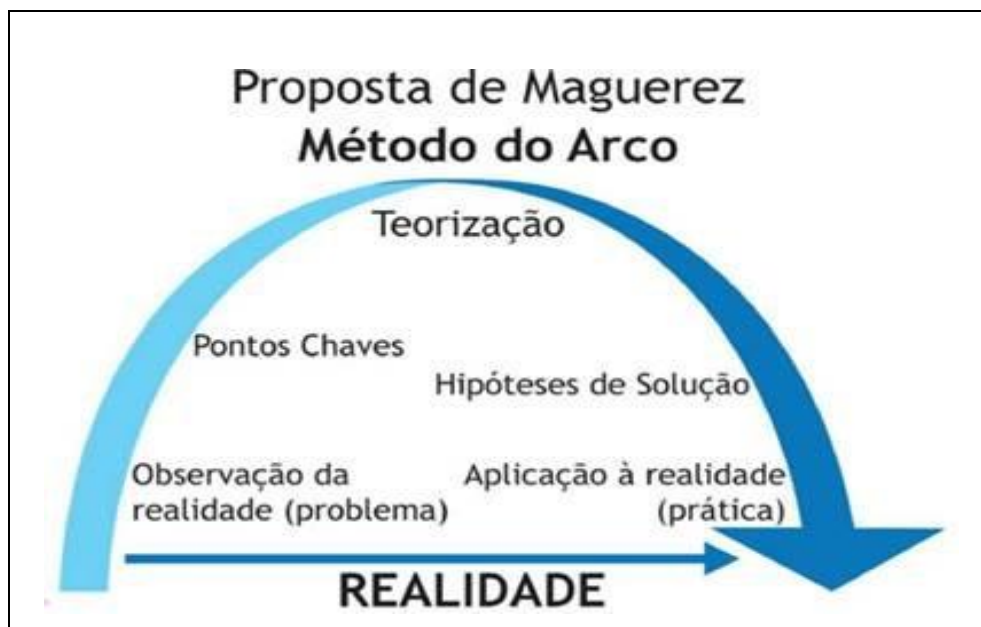 Proposta de Maguerez
Método do Arco
Teorização
Pontos Chaves
Hipóteses de Solução
Observação da
realidade (problema)
Aplicação à realidade
(prática)
REALIDADE